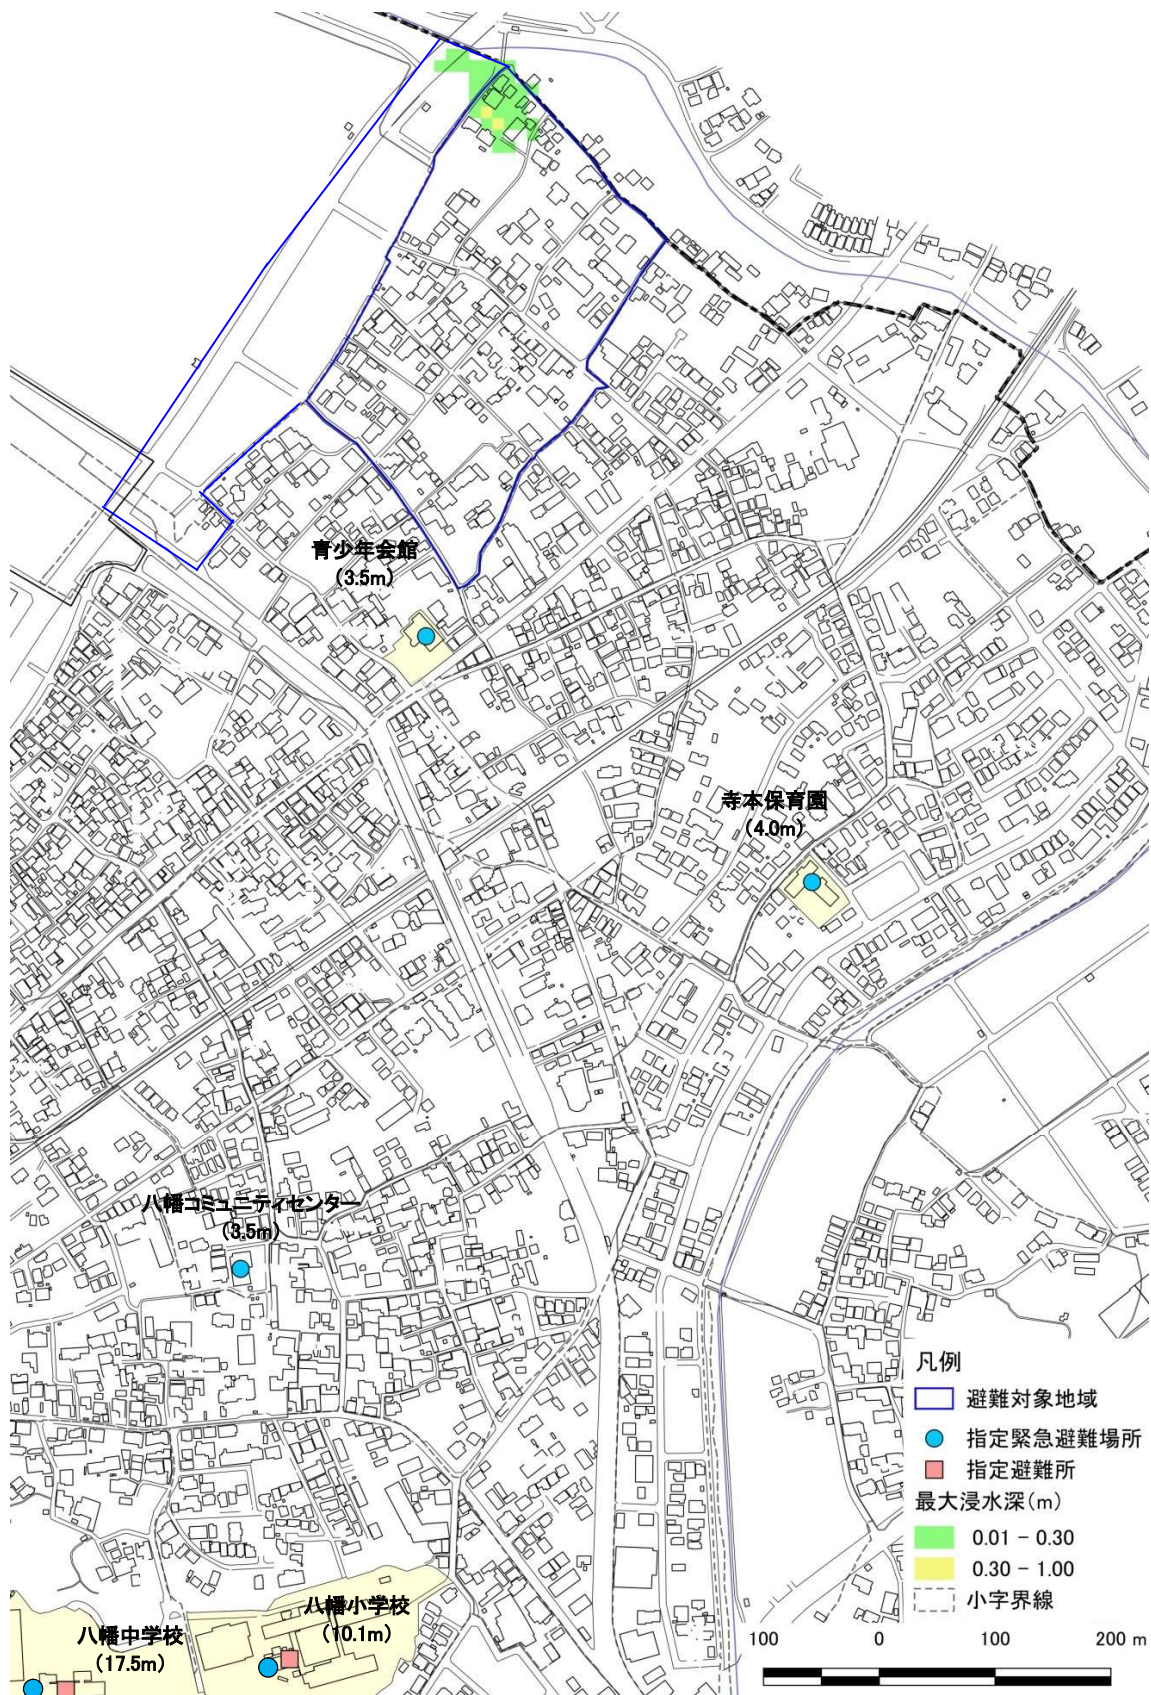 青少年会館
(3.5m)
寺本保育園
(4.0m)
八幡コミュニティセンター
(3.5m)
八幡小学校
(10.1m)
八幡中学校
(17.5m)
凡例
避難対象地域
指定緊急避難場所
指定避難所
最大浸水深(m)
0.01 - 0.30
0.30 - 1.00
小字界線
100 0 100 200 m